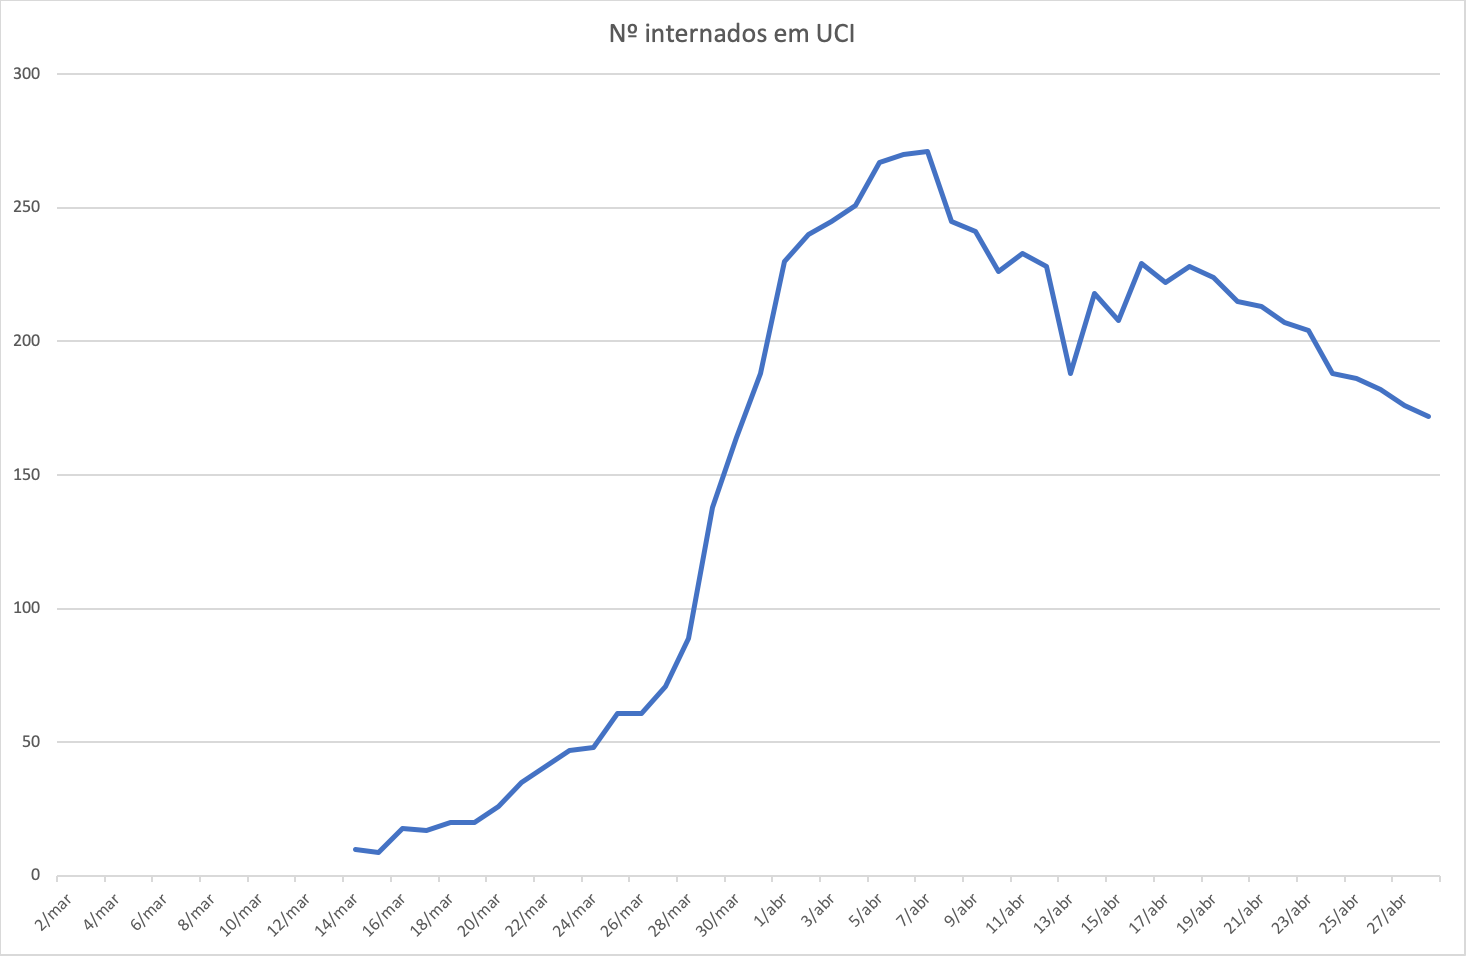 Nº internados em UCI
300
250
200
150
100
50
0
2/mar
4/mar
6/mar
8/mar
10/mar
12/mar
14/mar
16/mar
18/mar
20/mar
22/mar
24/mar
26/mar
28/mar
30/mar
1/abr
3/abr
5/abr
7/abr
9/abr
11/abr
13/abr
15/abr
17/abr
19/abr
21/abr
23/abr
25/abr
27/abr